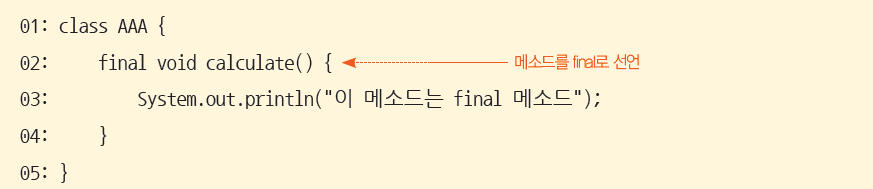 01: class AAA {
02:     final void calculate() { 메소드를 final로 선언
03:         System.out.println("이 메소드는 final 메소드");
04:     }
05: }